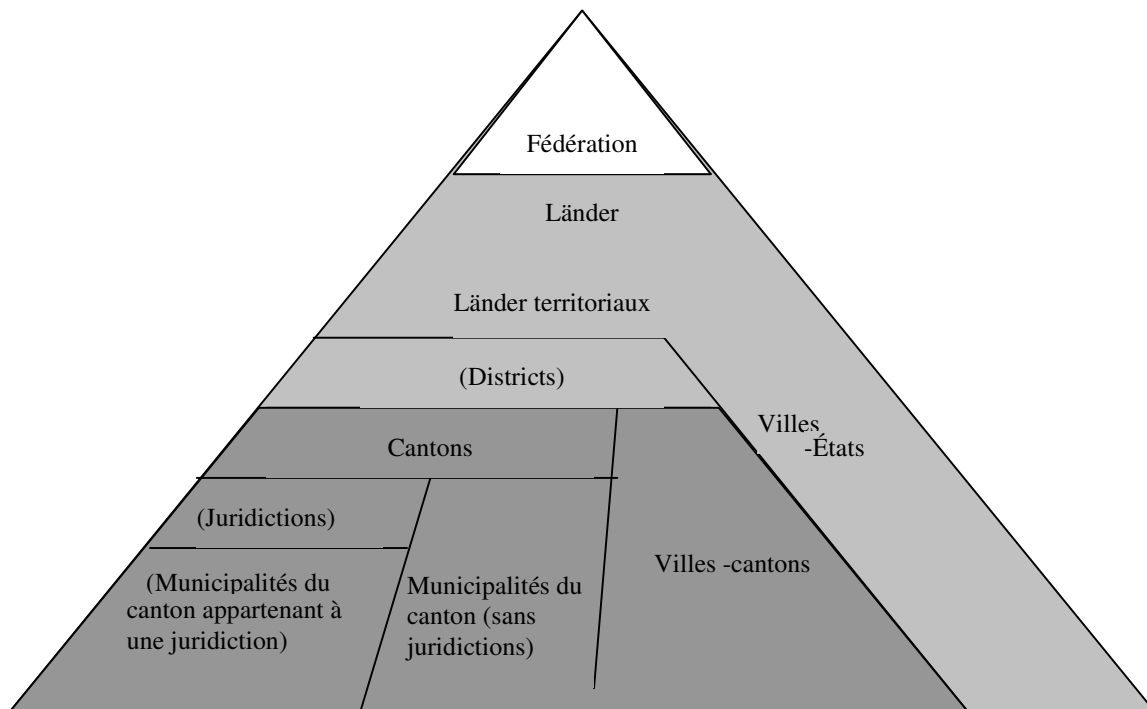 Fédération
Länder
Länder territoriaux
(Districts)
Villes
-États
Cantons
(Juridictions)
Villes -cantons
(Municipalités du
canton appartenant à
une juridiction)
Municipalités du
canton (sans
juridictions)